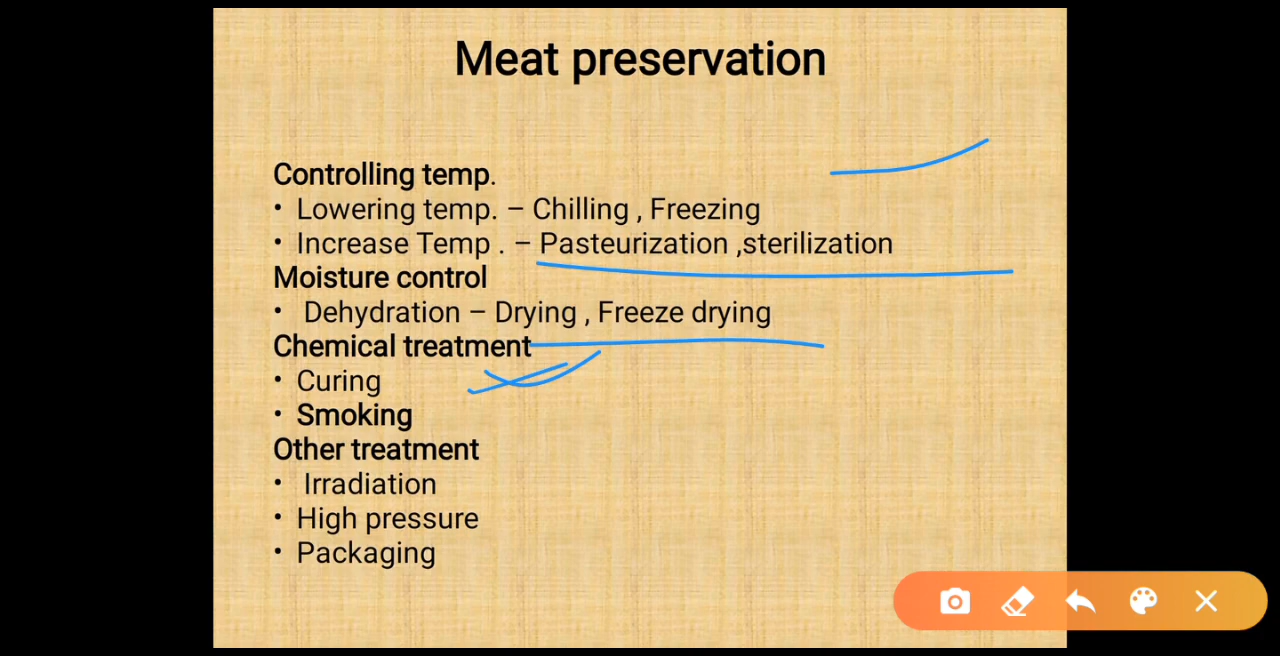 Meat preservation
Controlling temp.
• Lowering temp. – Chilling , Freezing
• Increase Temp . – Pasteurization ,sterilization
Moisture control
• Dehydration – Drying , Freeze drying
Chemical treatment
• Curing
• Smoking
Other treatment
• Irradiation
• High pressure
• Packaging